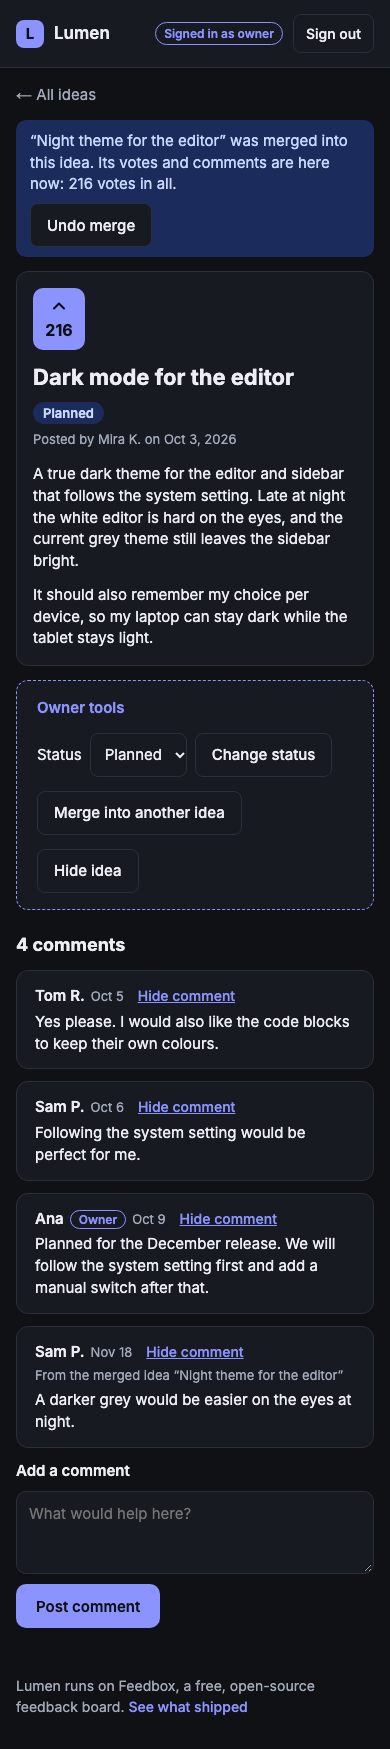 L Lumen Signed in as owner Sign out
← All ideas
“Night theme for the editor” was merged into
this idea. Its votes and comments are here
now: 216 votes in all.
Undo merge
216
Dark mode for the editor
Planned
Posted by Mira K. on Oct 3, 2026
A true dark theme for the editor and sidebar
that follows the system setting. Late at night
the white editor is hard on the eyes, and the
current grey theme still leaves the sidebar
bright.
It should also remember my choice per
device, so my laptop can stay dark while the
tablet stays light.
Owner tools
Status Planned Change status
Merge into another idea
Hide idea
4 comments
Tom R. Oct 5 Hide comment
Yes please. I would also like the code blocks
to keep their own colours.
Sam P. Oct 6 Hide comment
Following the system setting would be
perfect for me.
Ana Owner Oct 9 Hide comment
Planned for the December release. We will
follow the system setting first and add a
manual switch after that.
Sam P. Nov 18 Hide comment
From the merged idea “Night theme for the editor”
A darker grey would be easier on the eyes at
night.
Add a comment
What would help here?
Post comment
Lumen runs on Feedbox, a free, open-source
feedback board. See what shipped